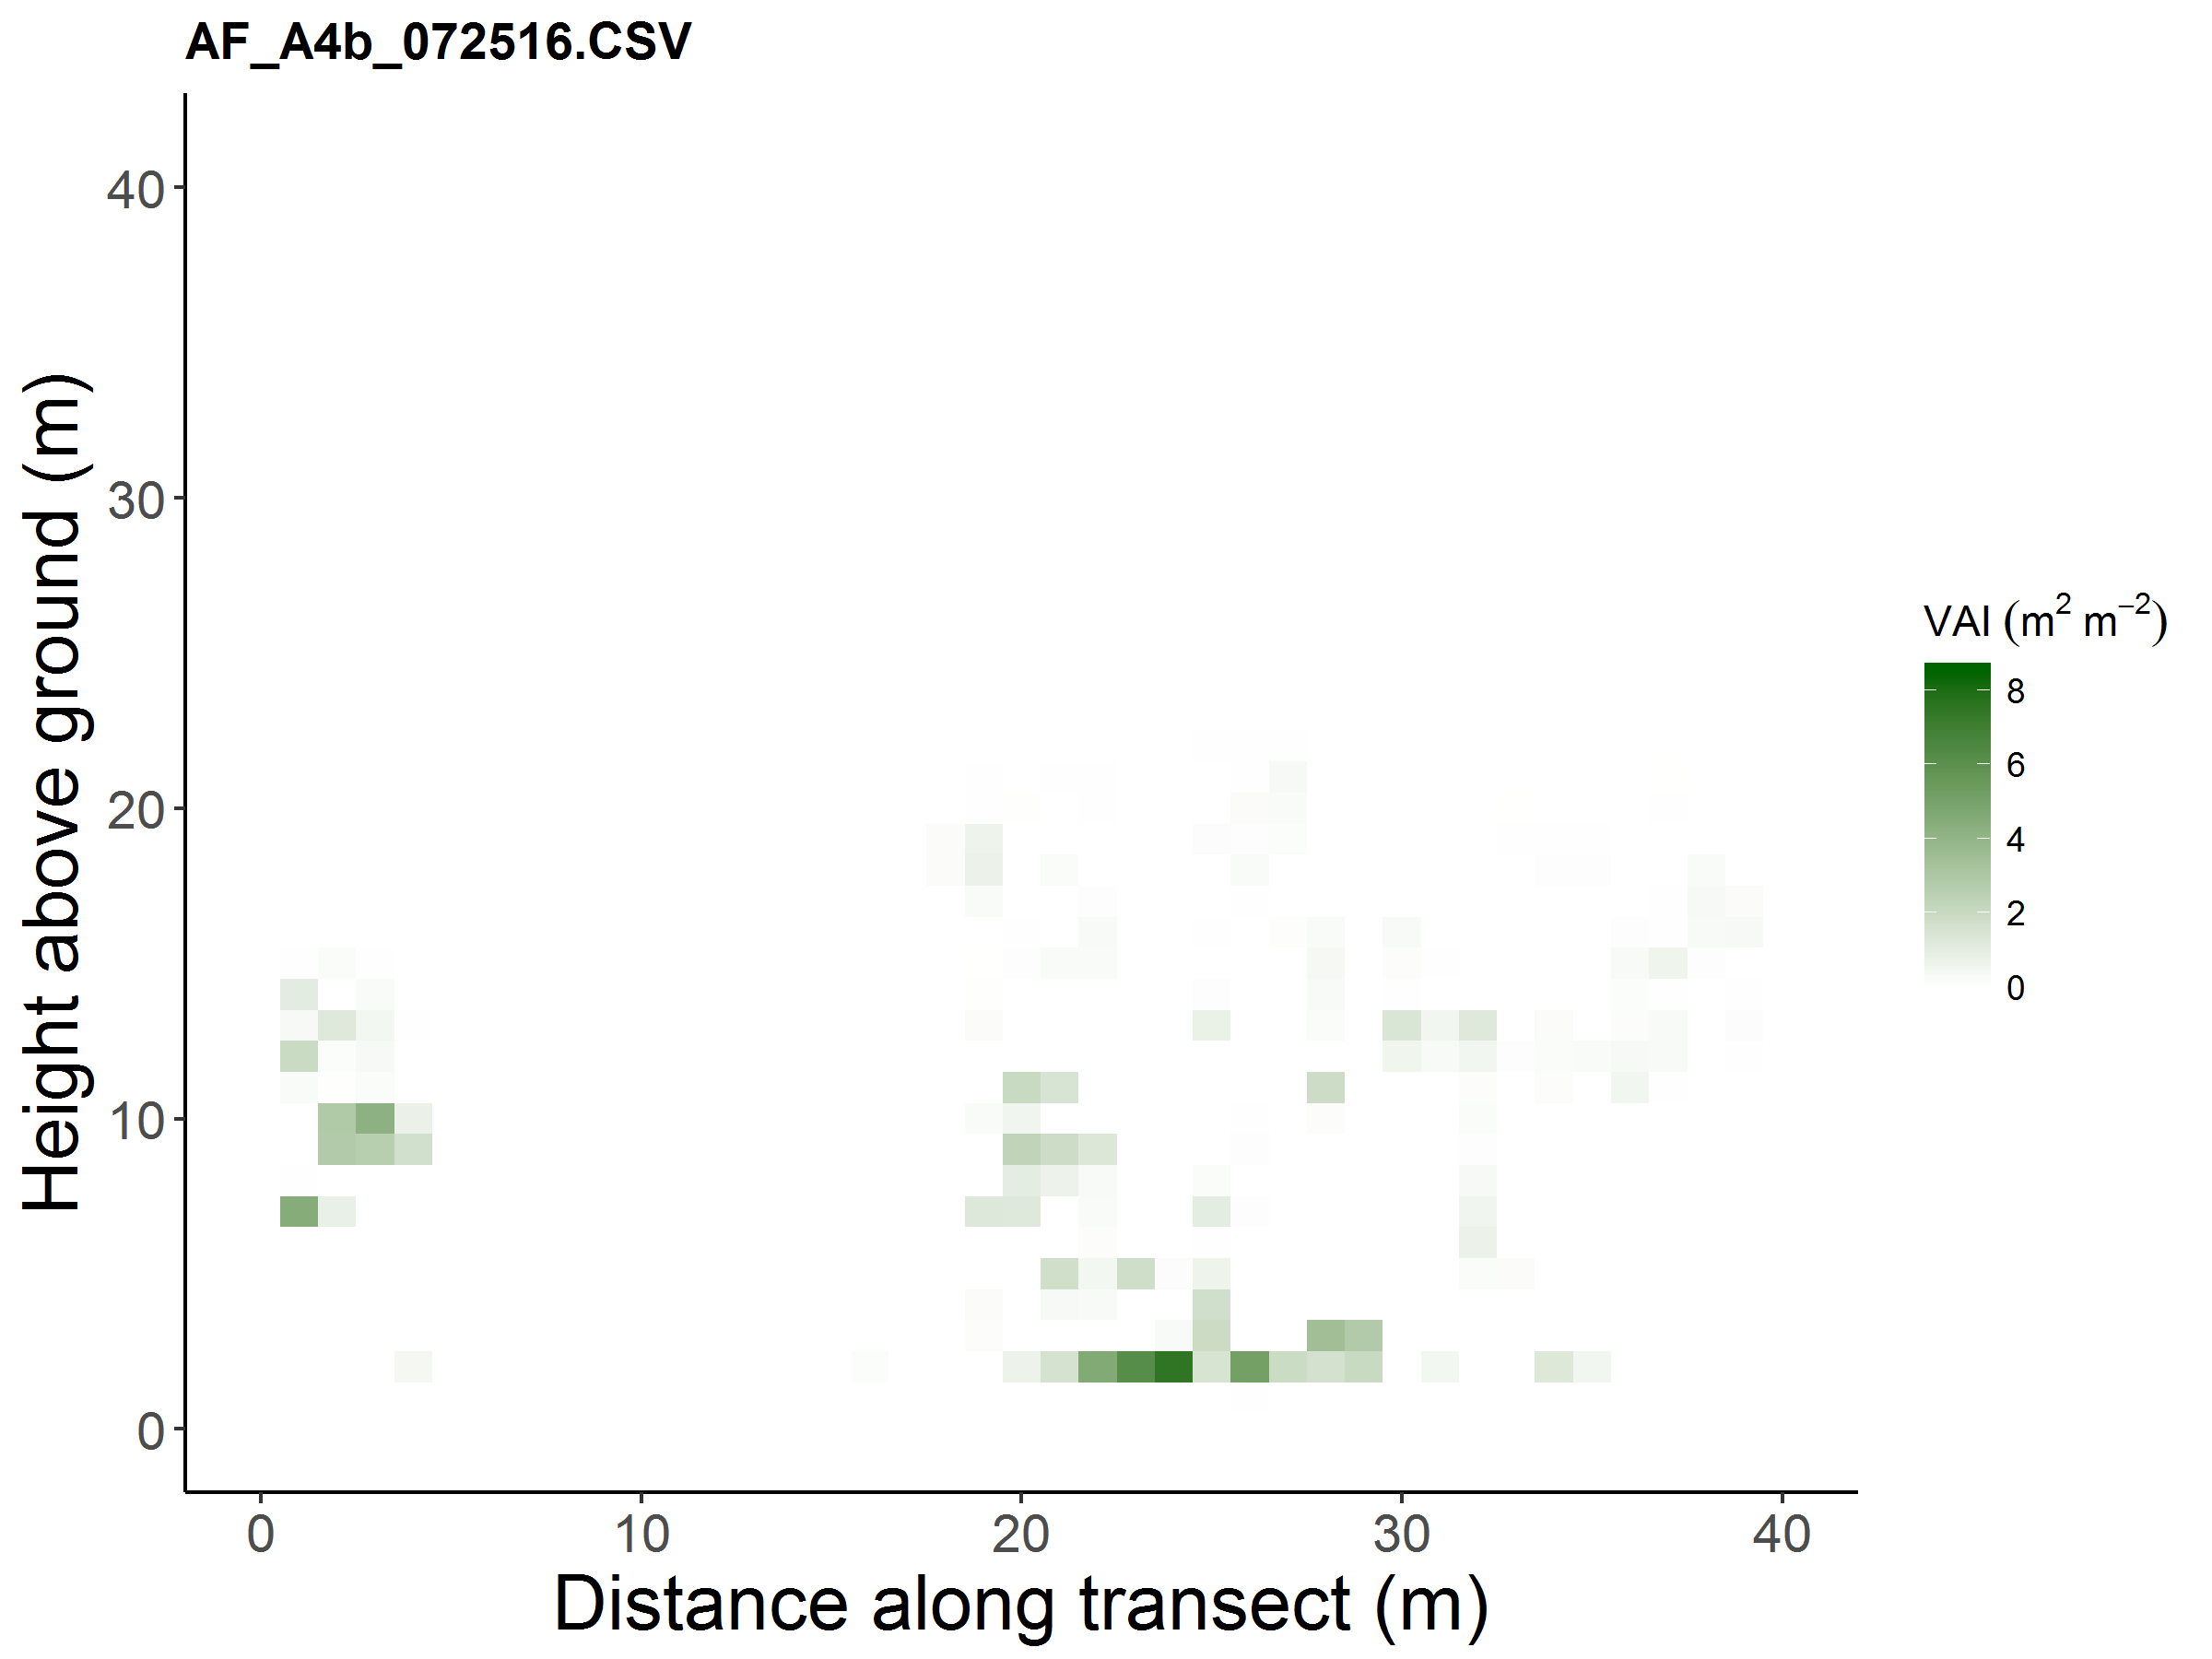 AF_A4b_072516.CSV
Height above ground (m)
40
30
20
10
0
0 10 20 30 40
Distance along transect (m)
VAI (m² m⁻²)
8
6
4
2
0